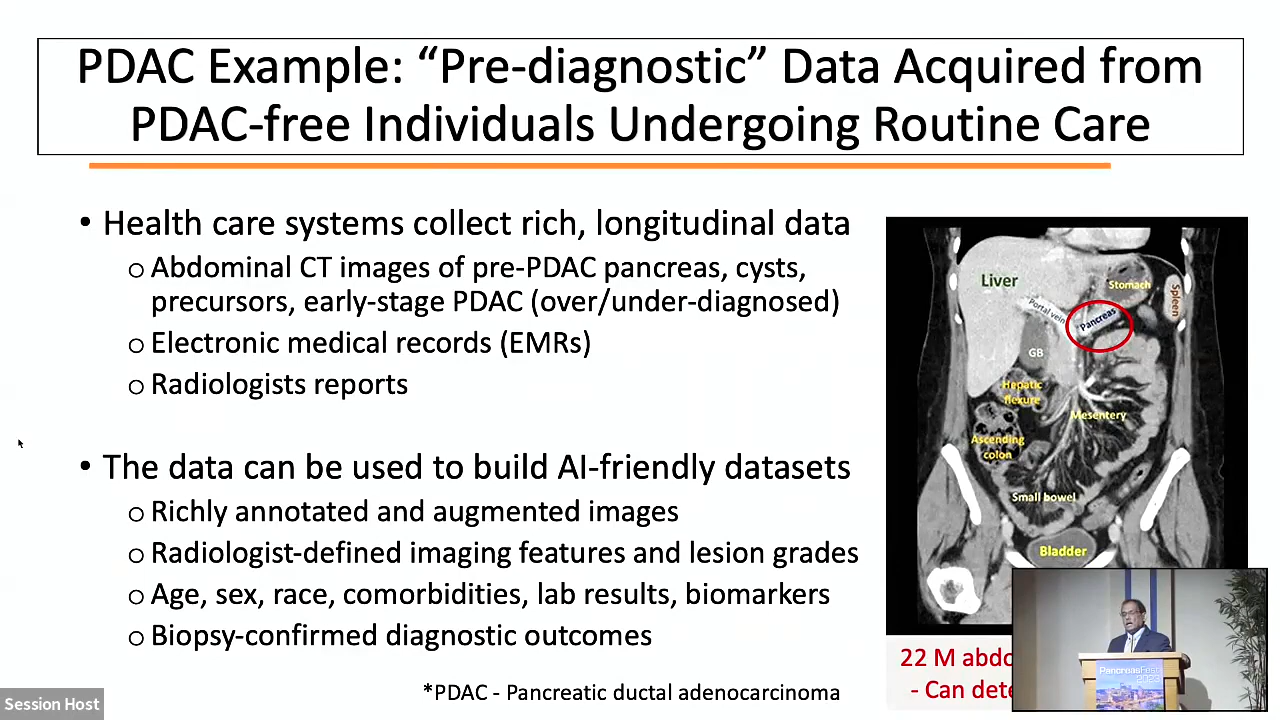 PDAC Example: “Pre-diagnostic” Data Acquired from
PDAC-free Individuals Undergoing Routine Care
• Health care systems collect rich, longitudinal data
o Abdominal CT images of pre-PDAC pancreas, cysts,
precursors, early-stage PDAC (over/under-diagnosed)
o Electronic medical records (EMRs)
o Radiologists reports
• The data can be used to build AI-friendly datasets
o Richly annotated and augmented images
o Radiologist-defined imaging features and lesion grades
o Age, sex, race, comorbidities, lab results, biomarkers
o Biopsy-confirmed diagnostic outcomes
*PDAC - Pancreatic ductal adenocarcinoma
Liver
Stomach
Spleen
Portal vein
Pancreas
GB
Hepatic
flexure
Mesentery
Ascending
colon
Small bowel
Bladder
22 M abdo
- Can dete
PancreasFest
Session Host